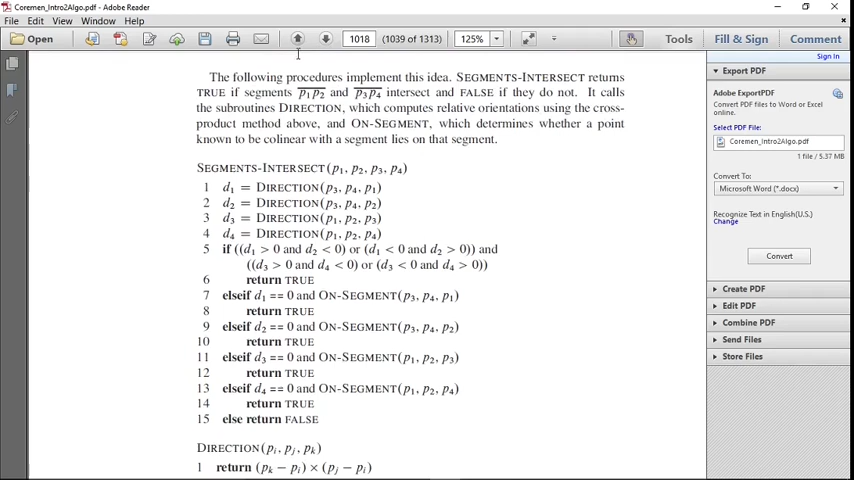 Coremen_Intro2Algo.pdf - Adobe Reader
File Edit View Window Help
Open
1018 (1039 of 1313) 125%
Tools Fill & Sign Comment
Sign In
The following procedures implement this idea. SEGMENTS-INTERSECT returns
TRUE if segments p₁p₂ and p₃p₄ intersect and FALSE if they do not. It calls
the subroutines DIRECTION, which computes relative orientations using the cross-
product method above, and ON-SEGMENT, which determines whether a point
known to be colinear with a segment lies on that segment.
SEGMENTS-INTERSECT(p₁, p₂, p₃, p₄)
1 d₁ = DIRECTION(p₃, p₄, p₁)
2 d₂ = DIRECTION(p₃, p₄, p₂)
3 d₃ = DIRECTION(p₁, p₂, p₃)
4 d₄ = DIRECTION(p₁, p₂, p₄)
5 if ((d₁ > 0 and d₂ < 0) or (d₁ < 0 and d₂ > 0)) and
((d₃ > 0 and d₄ < 0) or (d₃ < 0 and d₄ > 0))
6 return TRUE
7 elseif d₁ == 0 and ON-SEGMENT(p₃, p₄, p₁)
8 return TRUE
9 elseif d₂ == 0 and ON-SEGMENT(p₃, p₄, p₂)
10 return TRUE
11 elseif d₃ == 0 and ON-SEGMENT(p₁, p₂, p₃)
12 return TRUE
13 elseif d₄ == 0 and ON-SEGMENT(p₁, p₂, p₄)
14 return TRUE
15 else return FALSE
DIRECTION(pᵢ, pⱼ, pₖ)
1 return (pₖ − pᵢ) × (pⱼ − pᵢ)
Export PDF
Adobe ExportPDF
Convert PDF files to Word or Excel
online.
Select PDF File:
Coremen_Intro2Algo.pdf
1 file / 5.37 MB
Convert To:
Microsoft Word (*.docx)
Recognize Text in English(U.S.)
Change
Convert
Create PDF
Edit PDF
Combine PDF
Send Files
Store Files